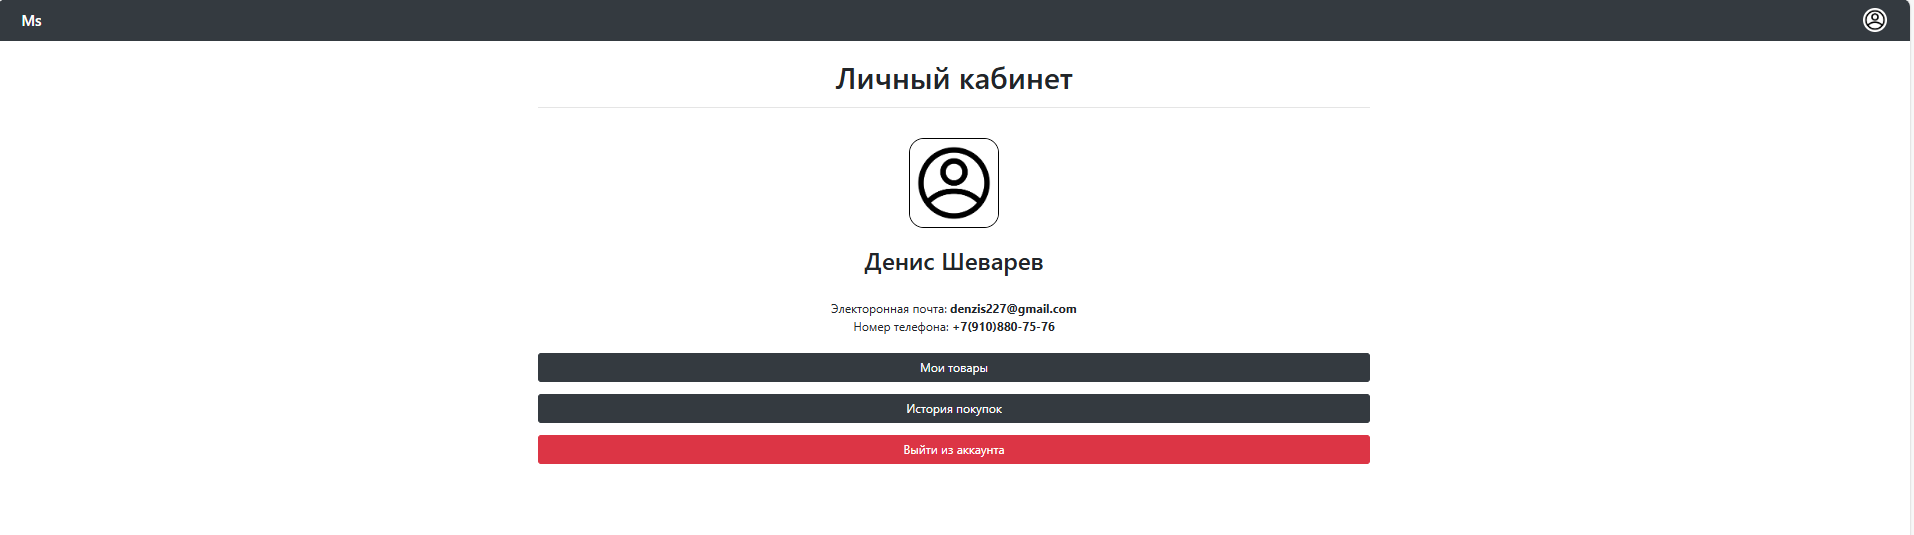 Ms
Личный кабинет
Денис Шеварев
Электоронная почта: denzis227@gmail.com
Номер телефона: +7(910)880-75-76
Мои товары
История покупок
Выйти из аккаунта